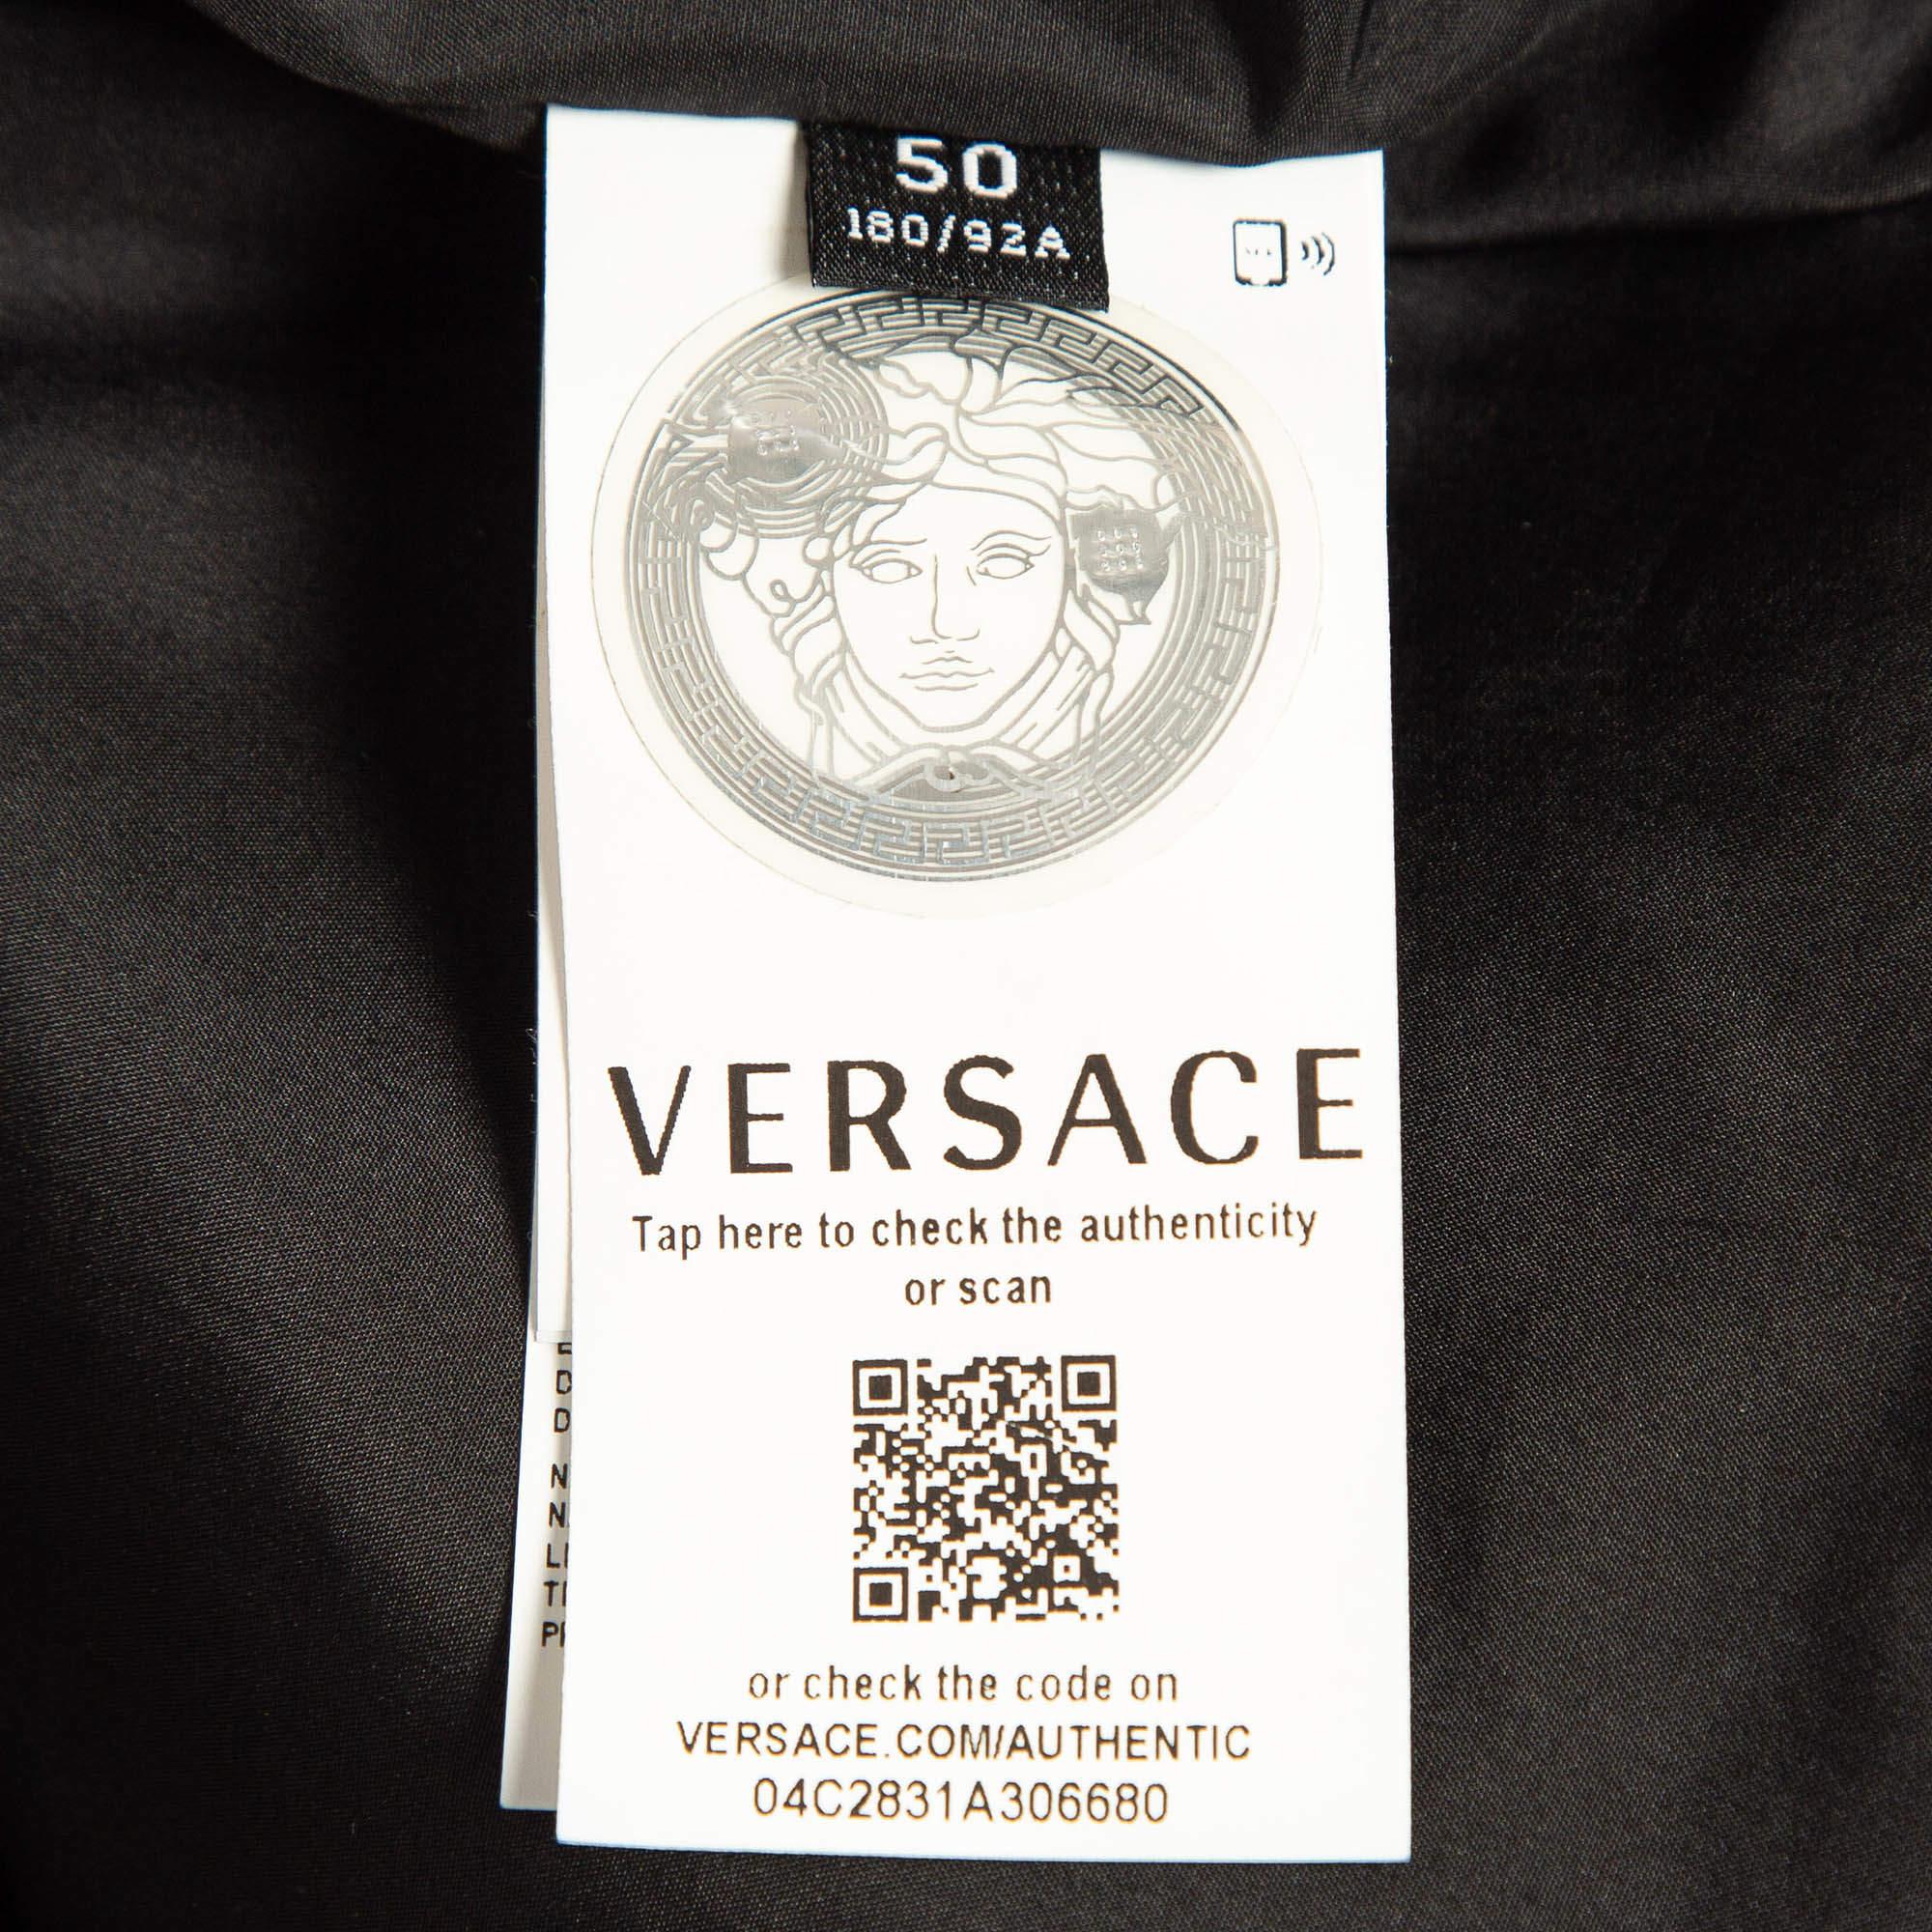 50
180/92A
VERSACE
Tap here to check the authenticity
or scan
E
D
D
N
N
L
T
P
or check the code on
VERSACE.COM/AUTHENTIC
04C2831A306680